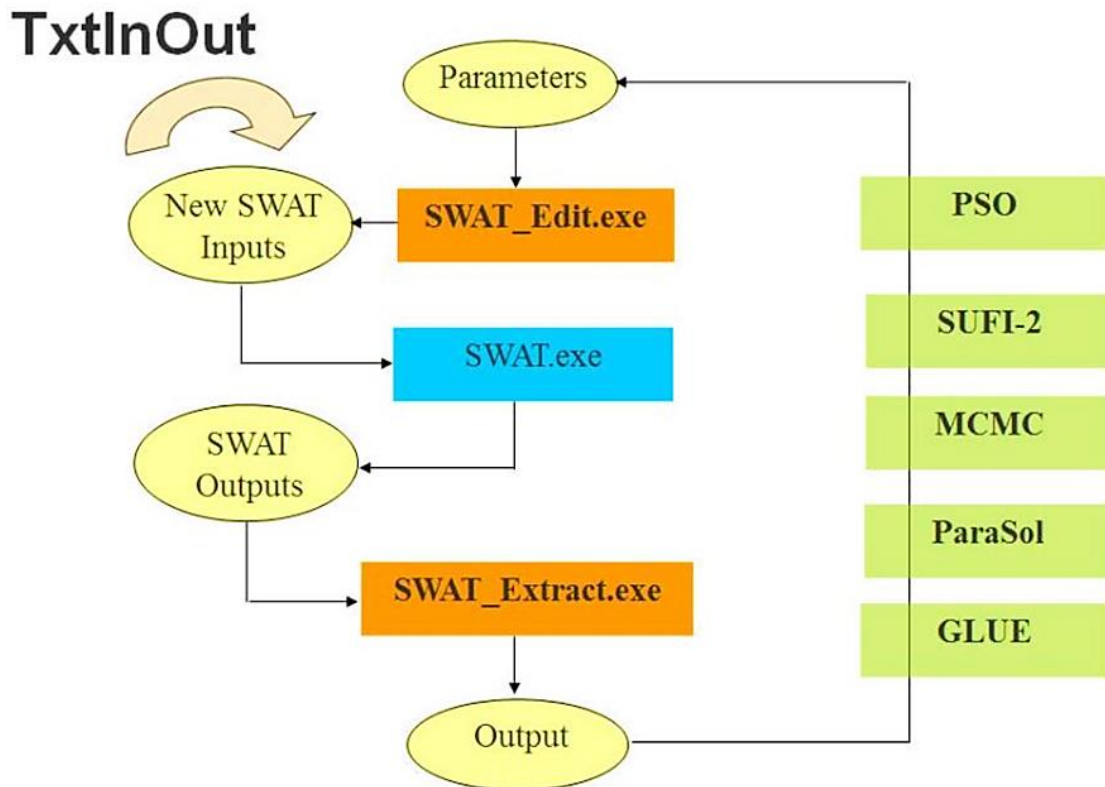 TxtInOut
Parameters
New SWAT
Inputs
SWAT_Edit.exe
PSO
SUFI-2
SWAT.exe
MCMC
SWAT
Outputs
ParaSol
SWAT_Extract.exe
GLUE
Output